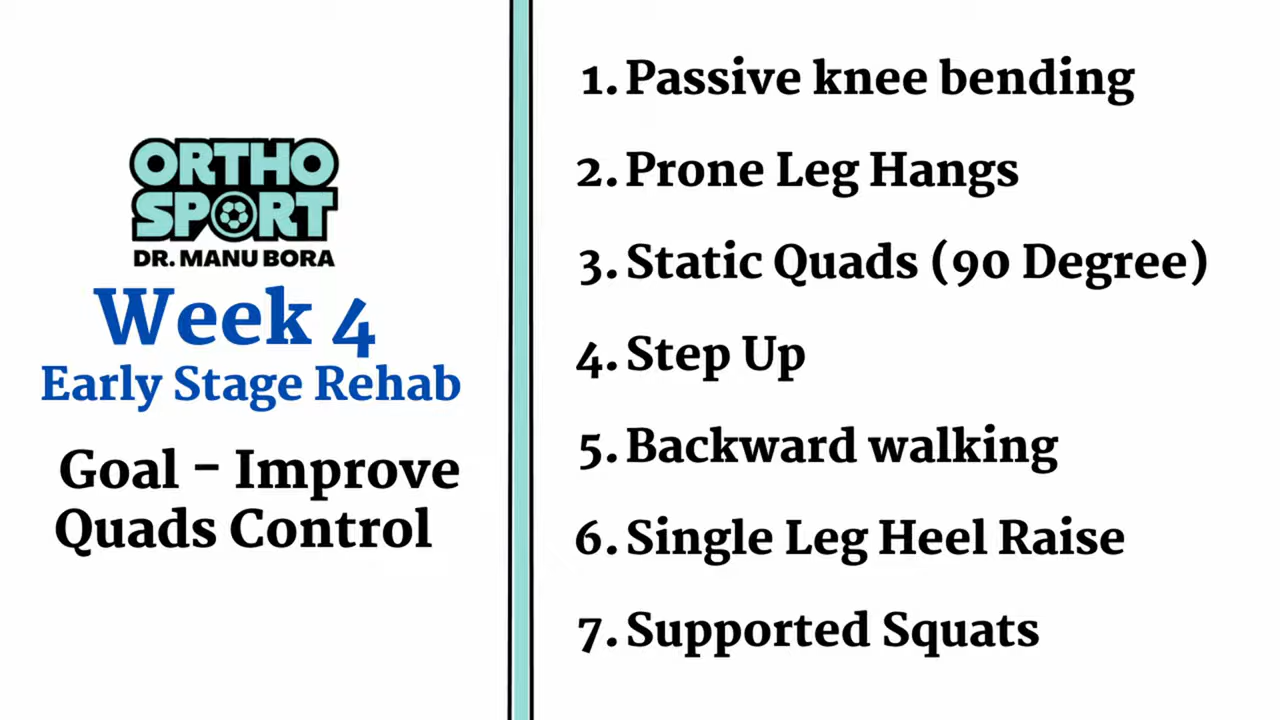 ORTHO
SPORT
DR. MANU BORA
Week 4
Early Stage Rehab
Goal - Improve
Quads Control
1. Passive knee bending
2. Prone Leg Hangs
3. Static Quads (90 Degree)
4. Step Up
5. Backward walking
6. Single Leg Heel Raise
7. Supported Squats